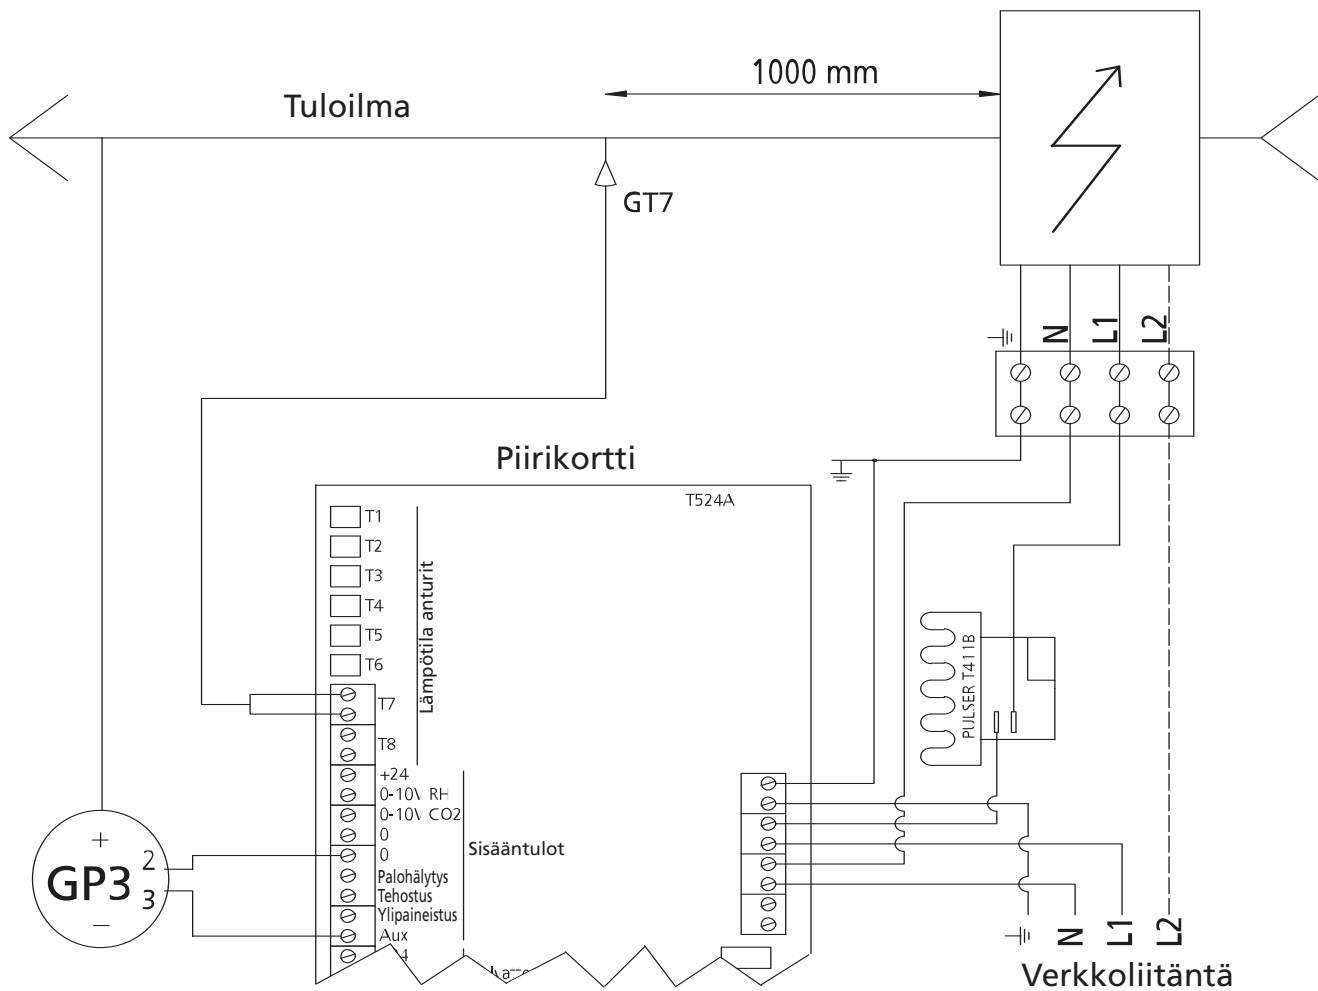 1000 mm
Tuloilma
GT7
N
L1
L2
Piirikortti
T524A
T1
T2
T3
T4
T5
T6
Lämpötila anturit
T7
T8
+24
0-10V RH
0-10V CO2
0
0
Palohälytys
Tehostus
Ylipaineistus
Aux
Sisääntulot
PULSER T411B
+
GP3
2
3
−
N
L1
L2
Verkkoliitäntä